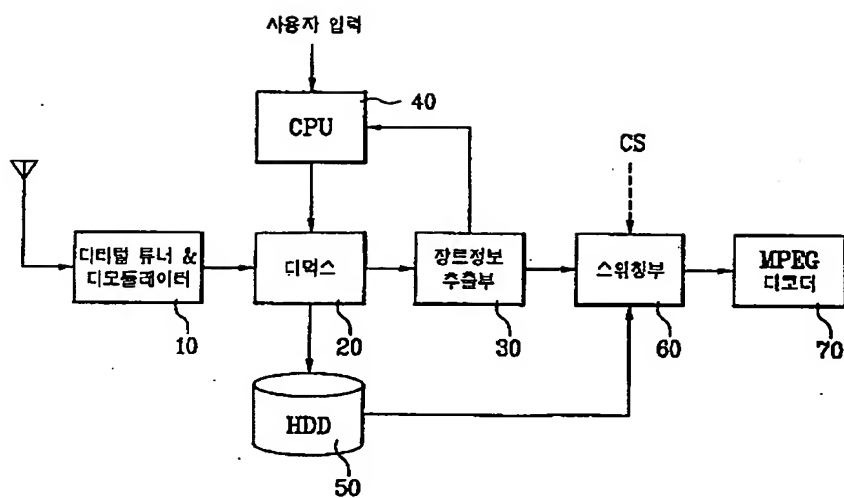 사용자 입력
40
CPU
CS
디티털 튜너 &
디모듈레이터
10
디먹스
20
장르정보
추출부
30
스위칭부
60
MPEG
디코더
70
HDD
50